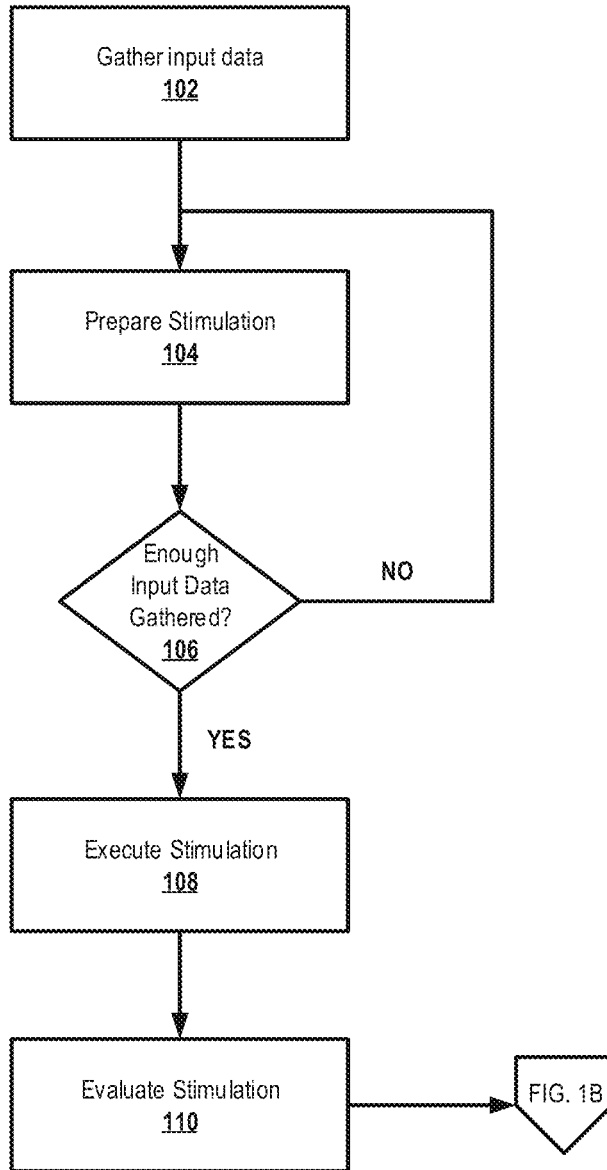 Gather input data
102
Prepare Stimulation
104
Enough
Input Data
Gathered?
106
NO
YES
Execute Stimulation
108
Evaluate Stimulation
110
FIG. 1B